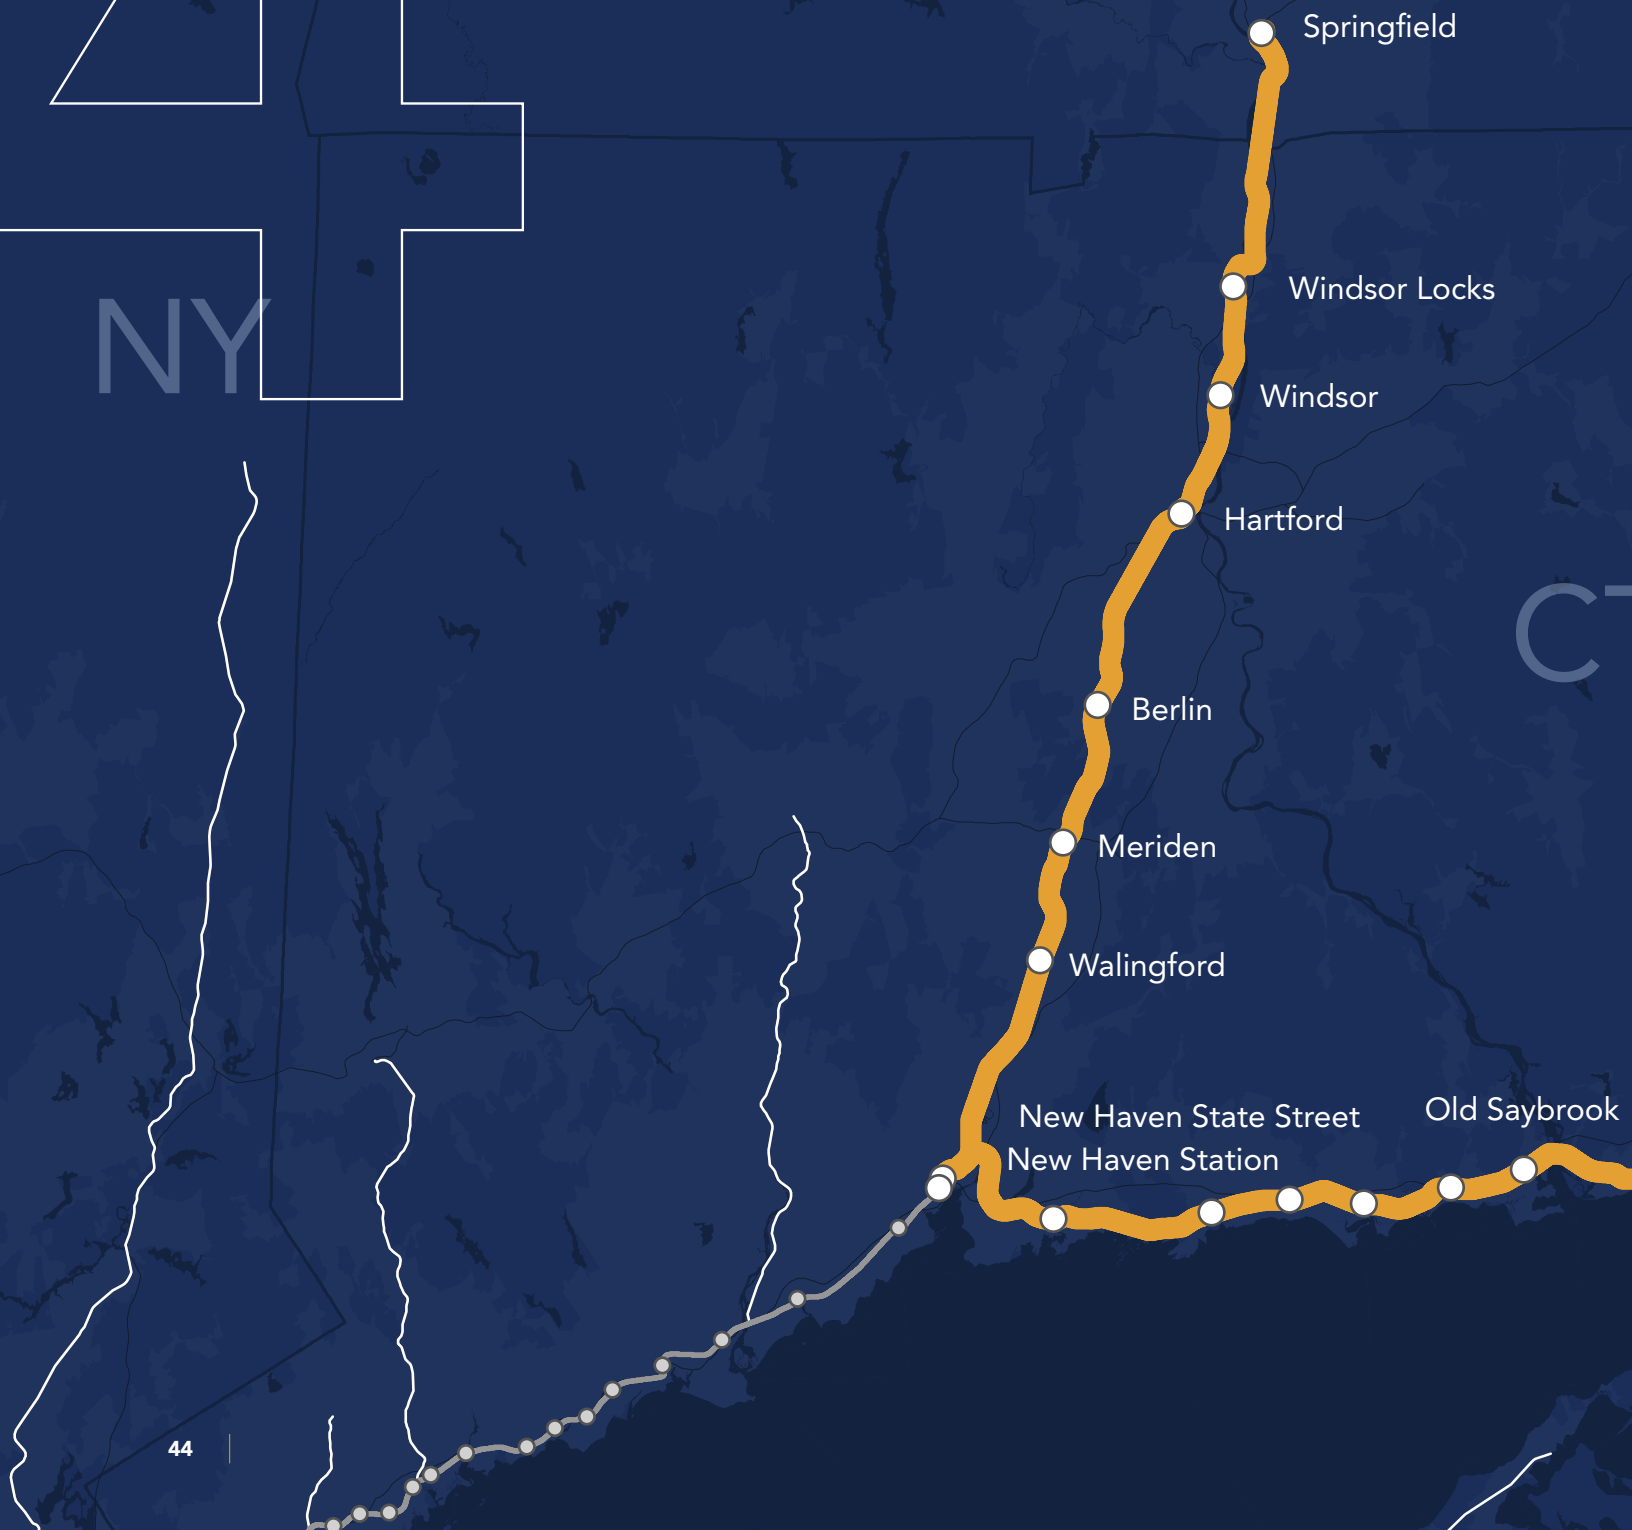 4
Springfield
NY
Windsor Locks
Windsor
Hartford
CT
Berlin
Meriden
Walingford
New Haven State Street
Old Saybrook
New Haven Station
44